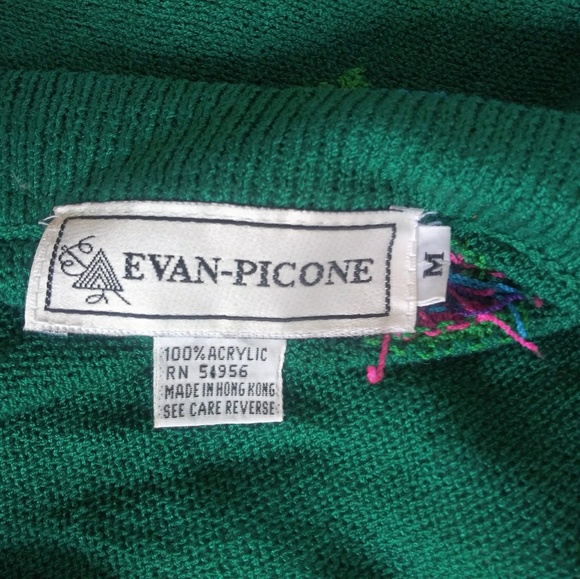 EVAN-PICONE
M
100% ACRYLIC
RN 54956
MADE IN HONG KONG
SEE CARE REVERSE